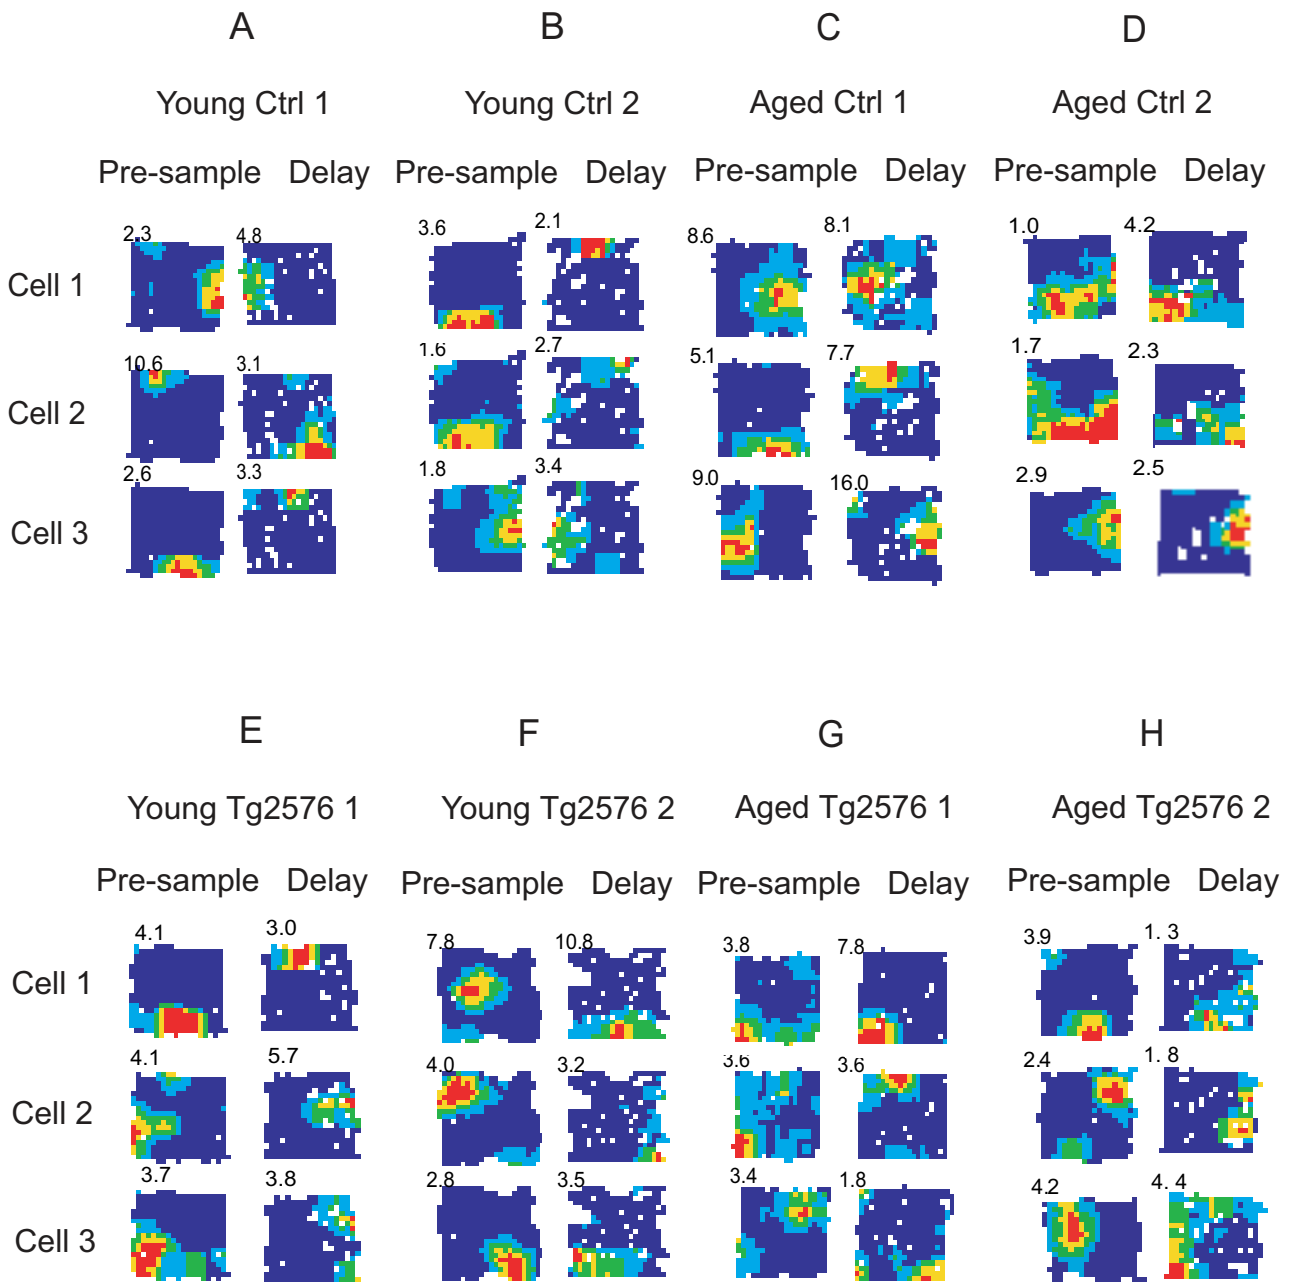 A B C D
Young Ctrl 1 Young Ctrl 2 Aged Ctrl 1 Aged Ctrl 2
Pre-sample Delay Pre-sample Delay Pre-sample Delay Pre-sample Delay
2.3 4.8 3.6 2.1 8.6 8.1 1.0 4.2
Cell 1
10.6 3.1 1.6 2.7 5.1 7.7 1.7 2.3
Cell 2
2.6 3.3 1.8 3.4 9.0 16.0 2.9 2.5
Cell 3
E F G H
Young Tg2576 1 Young Tg2576 2 Aged Tg2576 1 Aged Tg2576 2
Pre-sample Delay Pre-sample Delay Pre-sample Delay Pre-sample Delay
4.1 3.0 7.8 10.8 3.8 7.8 3.9 1. 3
Cell 1
4.1 5.7 4.0 3.2 3.6 3.6 2.4 1. 8
Cell 2
3.7 3.8 2.8 3.5 3.4 1.8 4.2 4. 4
Cell 3